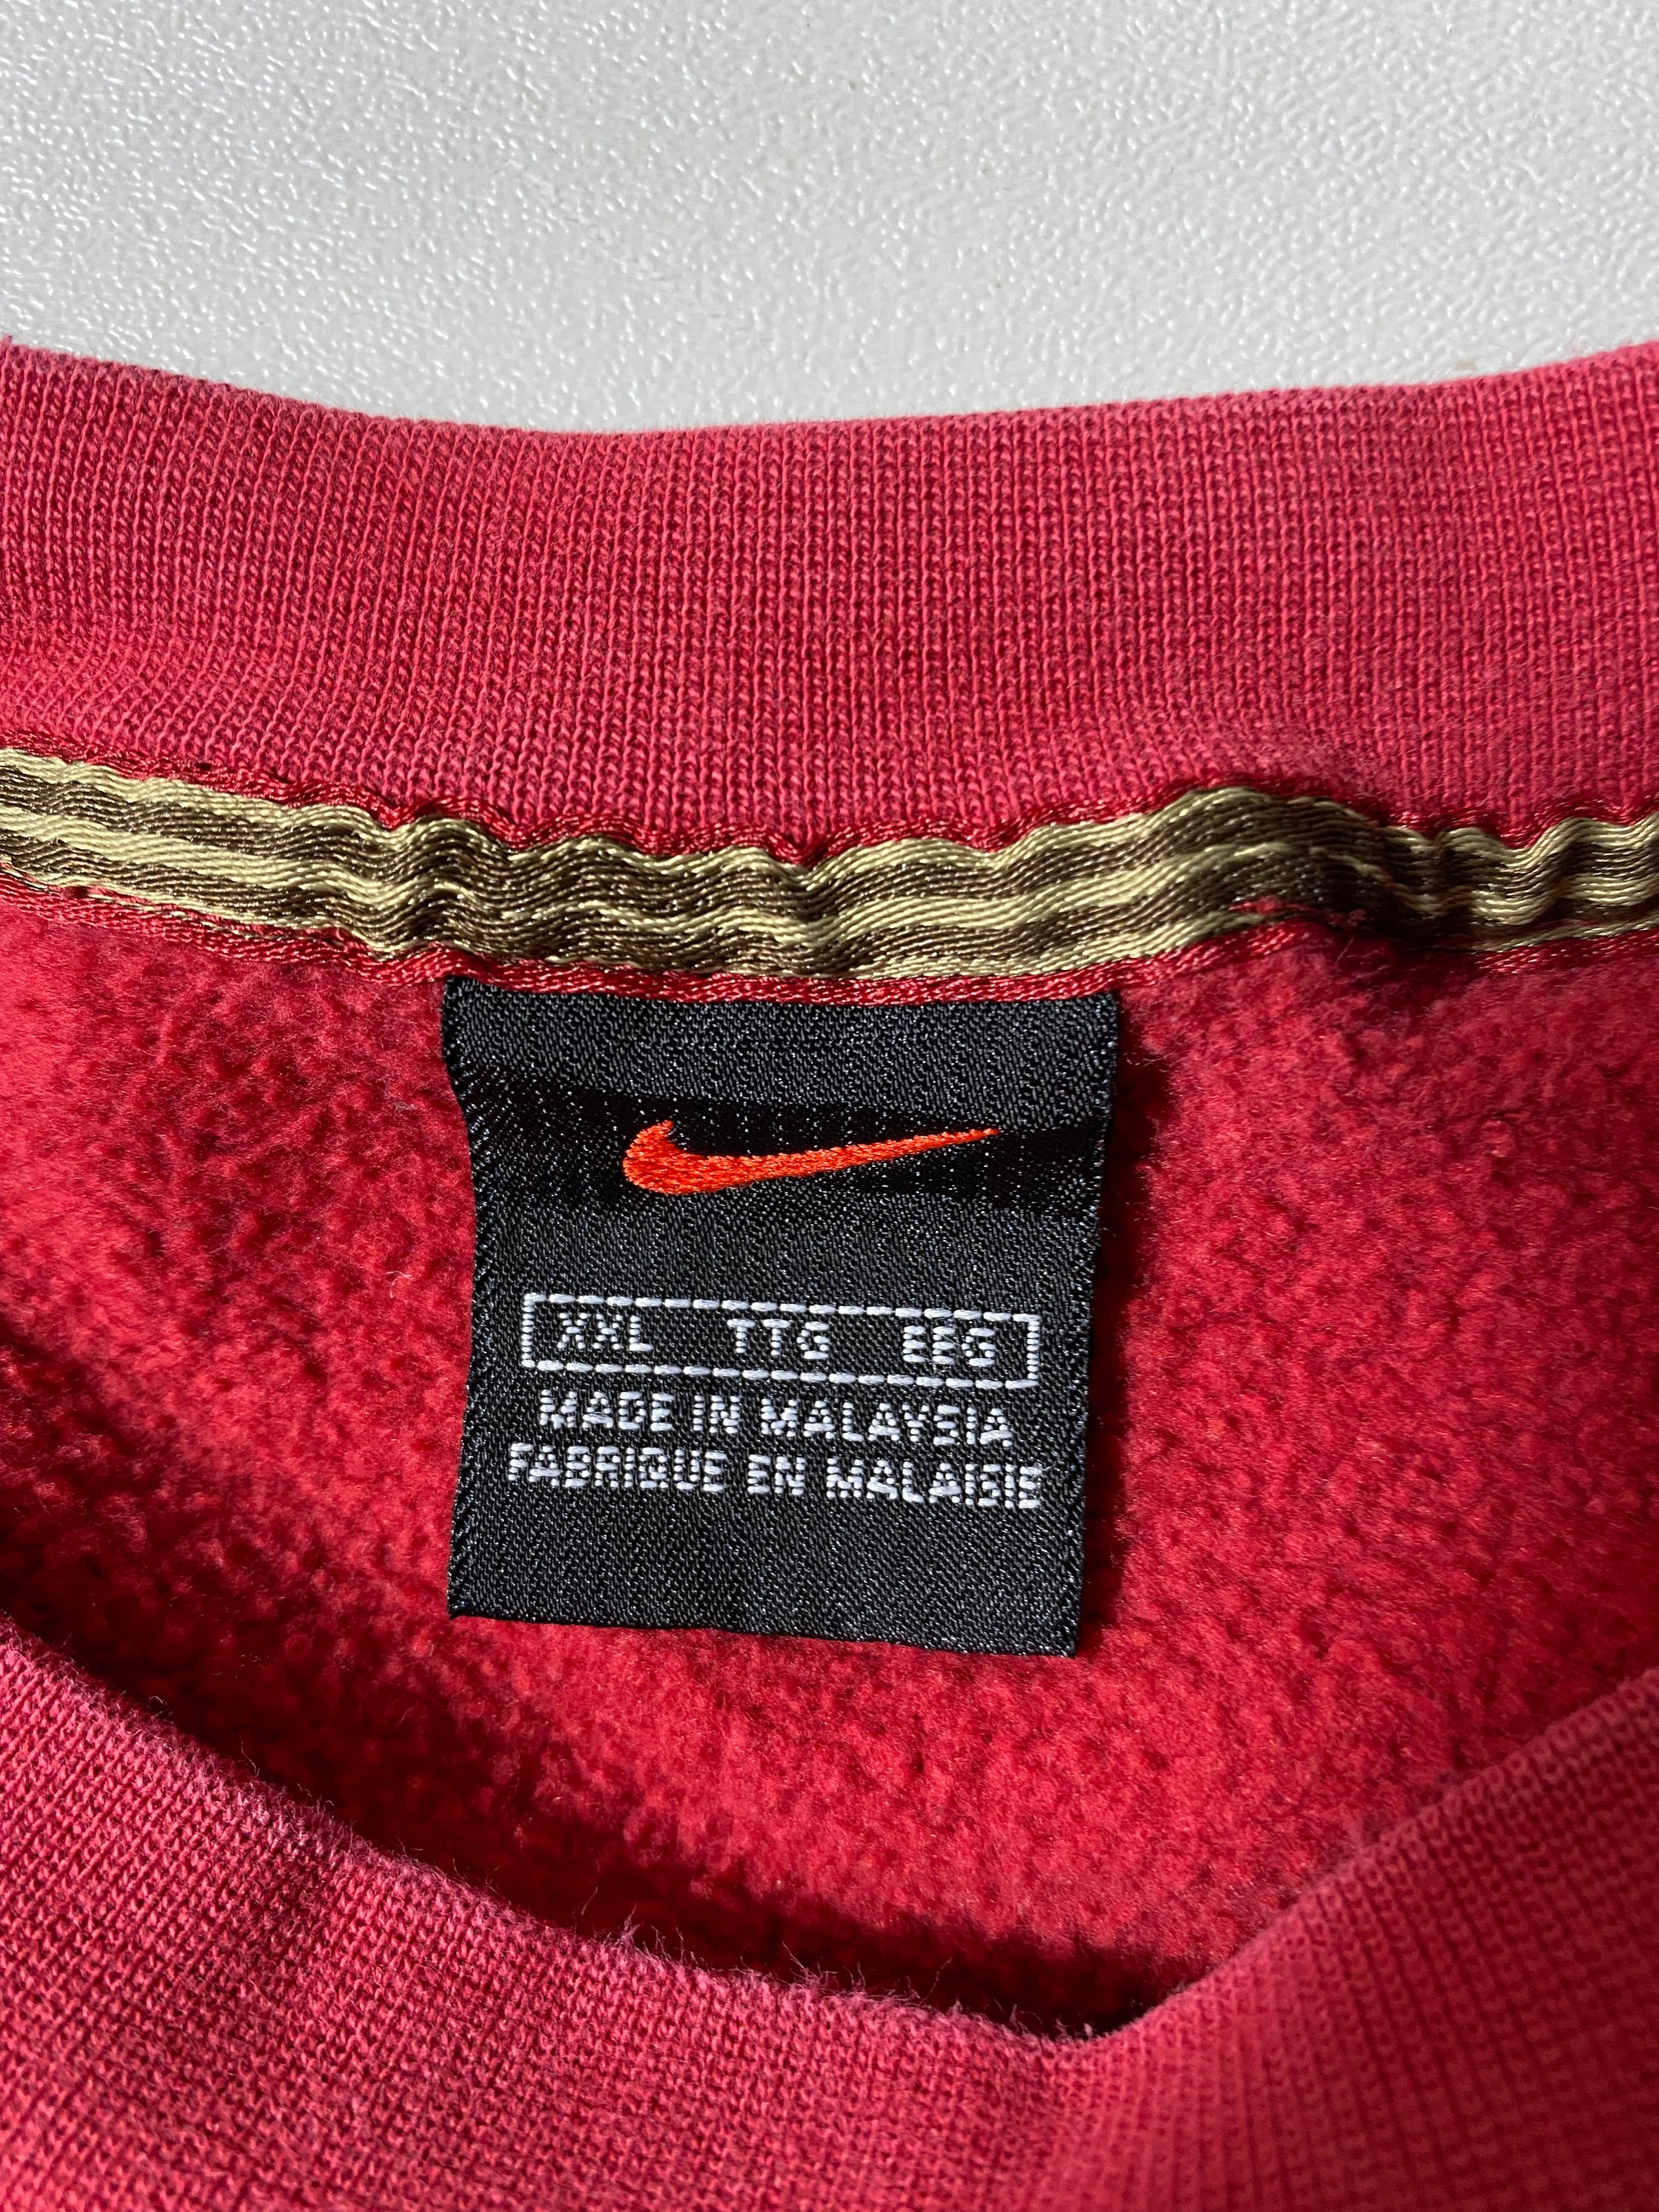 XXL TTG EEG
MADE IN MALAYSIA
FABRIQUE EN MALAISIE